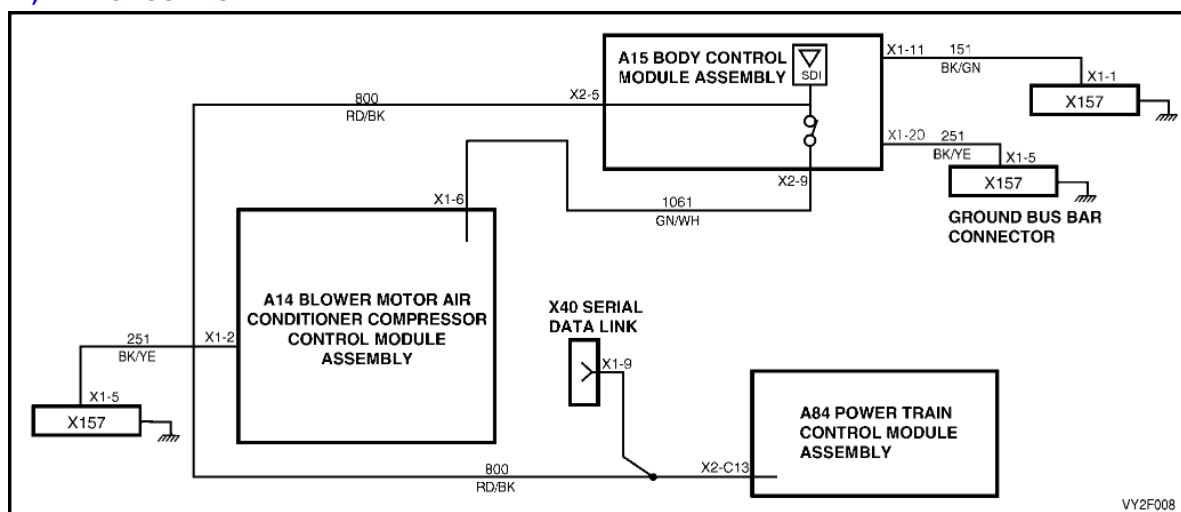 A15 BODY CONTROL
MODULE ASSEMBLY
SDI
X1-11
151
BK/GN
X1-1
X157
800
RD/BK
X2-5
X1-20
251
BK/YE
X1-5
X157
X2-9
GROUND BUS BAR
CONNECTOR
X1-6
1061
GN/WH
A14 BLOWER MOTOR AIR
CONDITIONER COMPRESSOR
CONTROL MODULE
ASSEMBLY
X40 SERIAL
DATA LINK
X1-9
251
BK/YE
X1-2
X1-5
X157
A84 POWER TRAIN
CONTROL MODULE
ASSEMBLY
800
RD/BK
X2-C13
VY2F008